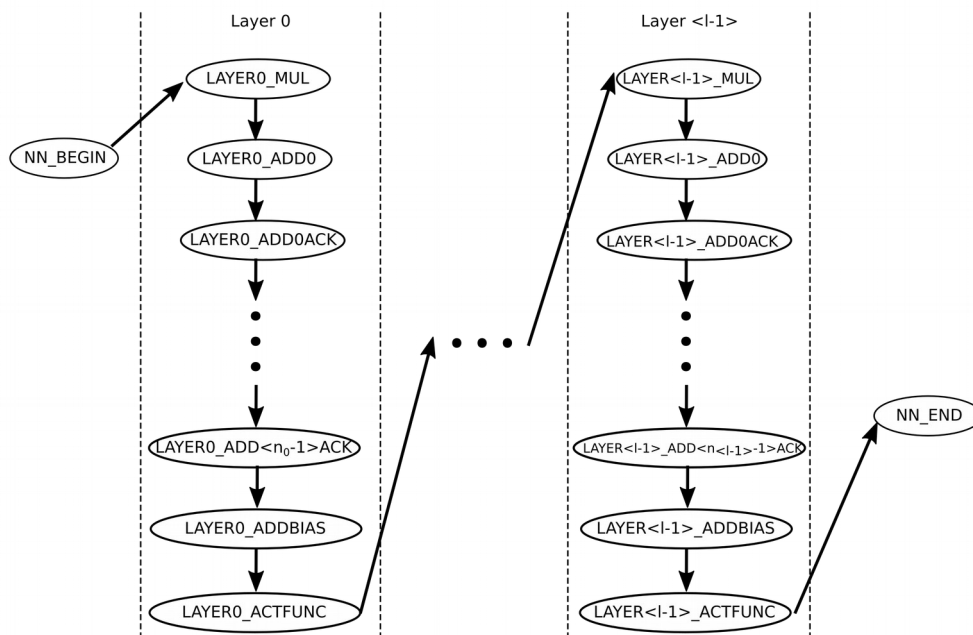 Layer 0
Layer <l-1>
NN_BEGIN
LAYER0_MUL
LAYER0_ADD0
LAYER0_ADD0ACK
LAYER0_ADD<n₀-1>ACK
LAYER0_ADDBIAS
LAYER0_ACTFUNC
LAYER<l-1>_MUL
LAYER<l-1>_ADD0
LAYER<l-1>_ADD0ACK
LAYER<l-1>_ADD<n<l-1>-1>ACK
LAYER<l-1>_ADDBIAS
LAYER<l-1>_ACTFUNC
NN_END